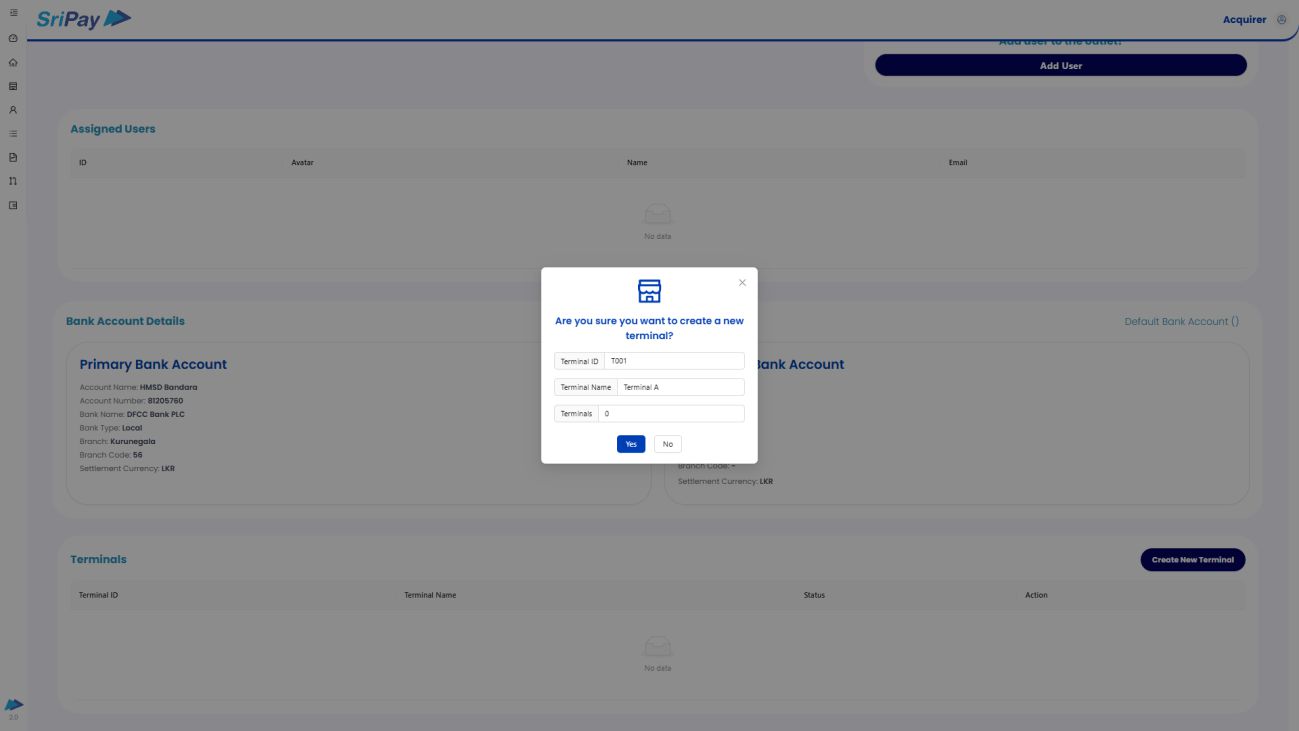 SriPay
Acquirer
Add user to the outlet?
Add User
Assigned Users
ID Avatar Name Email
No data
Are you sure you want to create a new
terminal?
Terminal ID T001
Terminal Name Terminal A
Terminals 0
Yes No
Bank Account Details
Default Bank Account ()
Primary Bank Account
Account Name: HMSD Bandara
Account Number: 81205760
Bank Name: DFCC Bank PLC
Bank Type: Local
Branch: Kurunegala
Branch Code: 56
Settlement Currency: LKR
Bank Account
Branch Code: -
Settlement Currency: LKR
Terminals
Create New Terminal
Terminal ID Terminal Name Status Action
No data
2.0